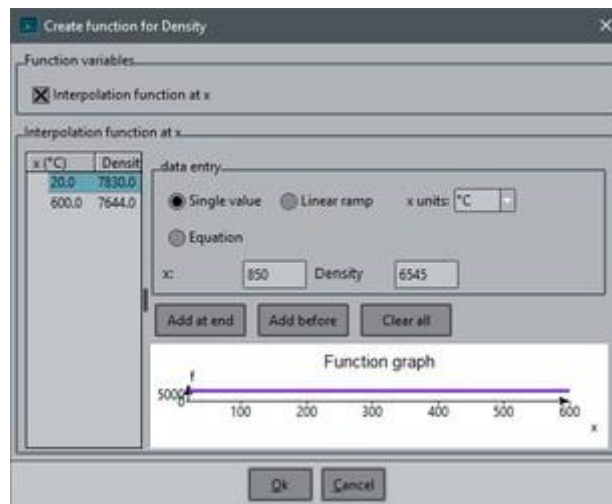 Create function for Density
Function variables
Interpolation function at x
Interpolation function at x
x (°C) Densit
20.0 7830.0
600.0 7644.0
data entry
Single value Linear ramp x units: °C
Equation
x: 850 Density 6545
Add at end Add before Clear all
Function graph
f
5000
0
100 200 300 400 500 600
x
Ok Cancel